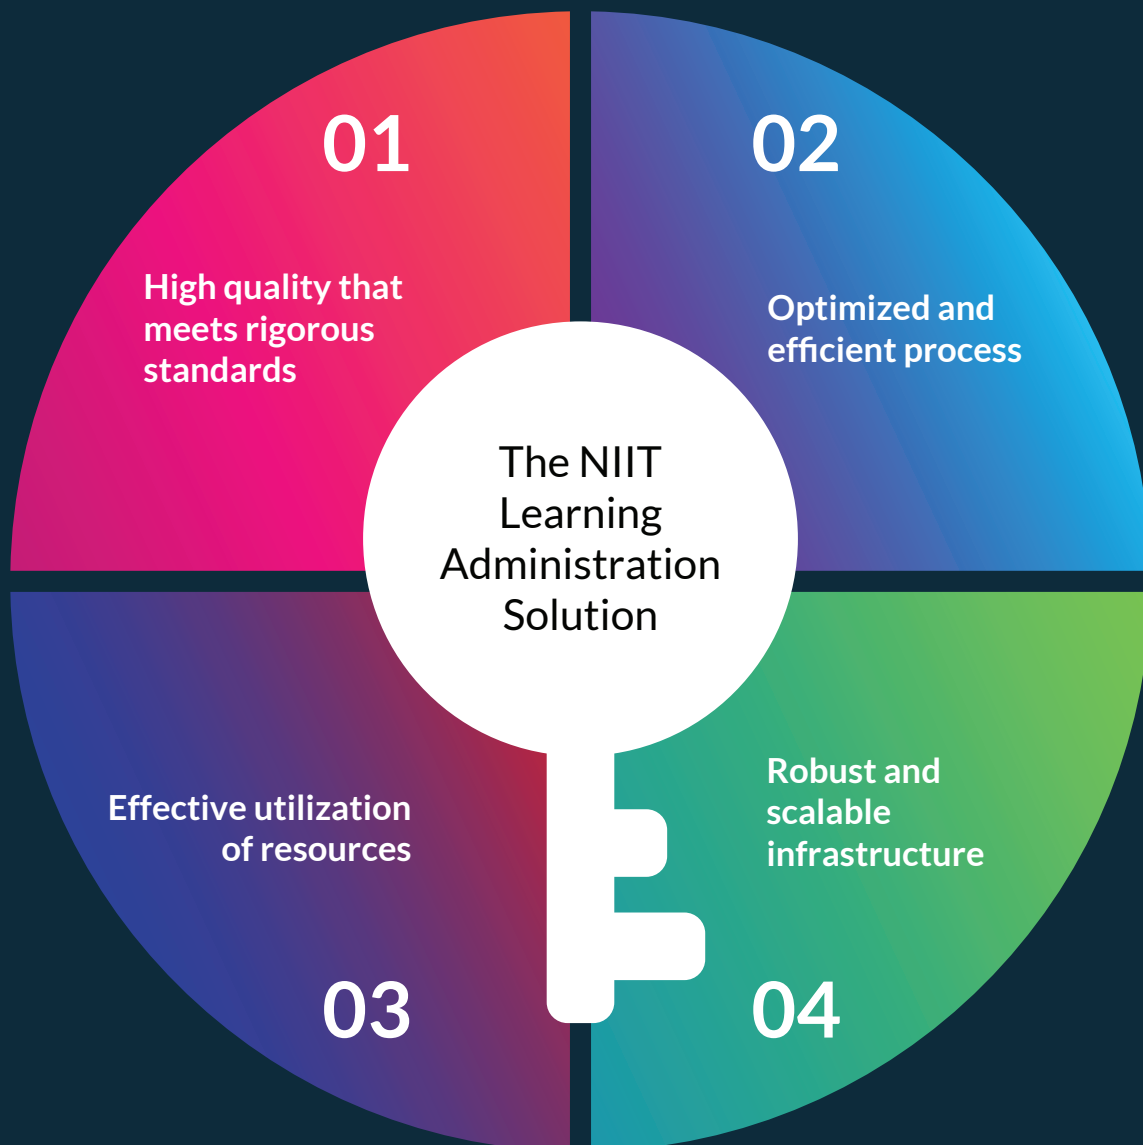 01
High quality that
meets rigorous
standards
02
Optimized and
efficient process
The NIIT
Learning
Administration
Solution
Effective utilization
of resources
03
Robust and
scalable
infrastructure
04